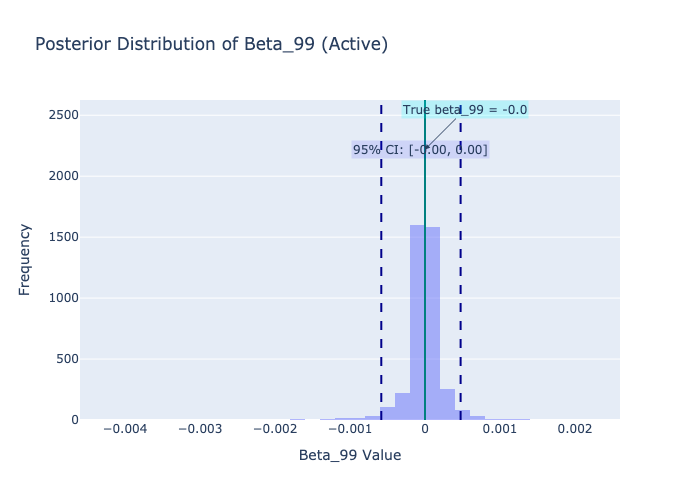 Posterior Distribution of Beta_99 (Active)
True beta_99 = -0.0
95% CI: [-0.00, 0.00]
2500
2000
1500
1000
500
0
Frequency
−0.004 −0.003 −0.002 −0.001 0 0.001 0.002
Beta_99 Value